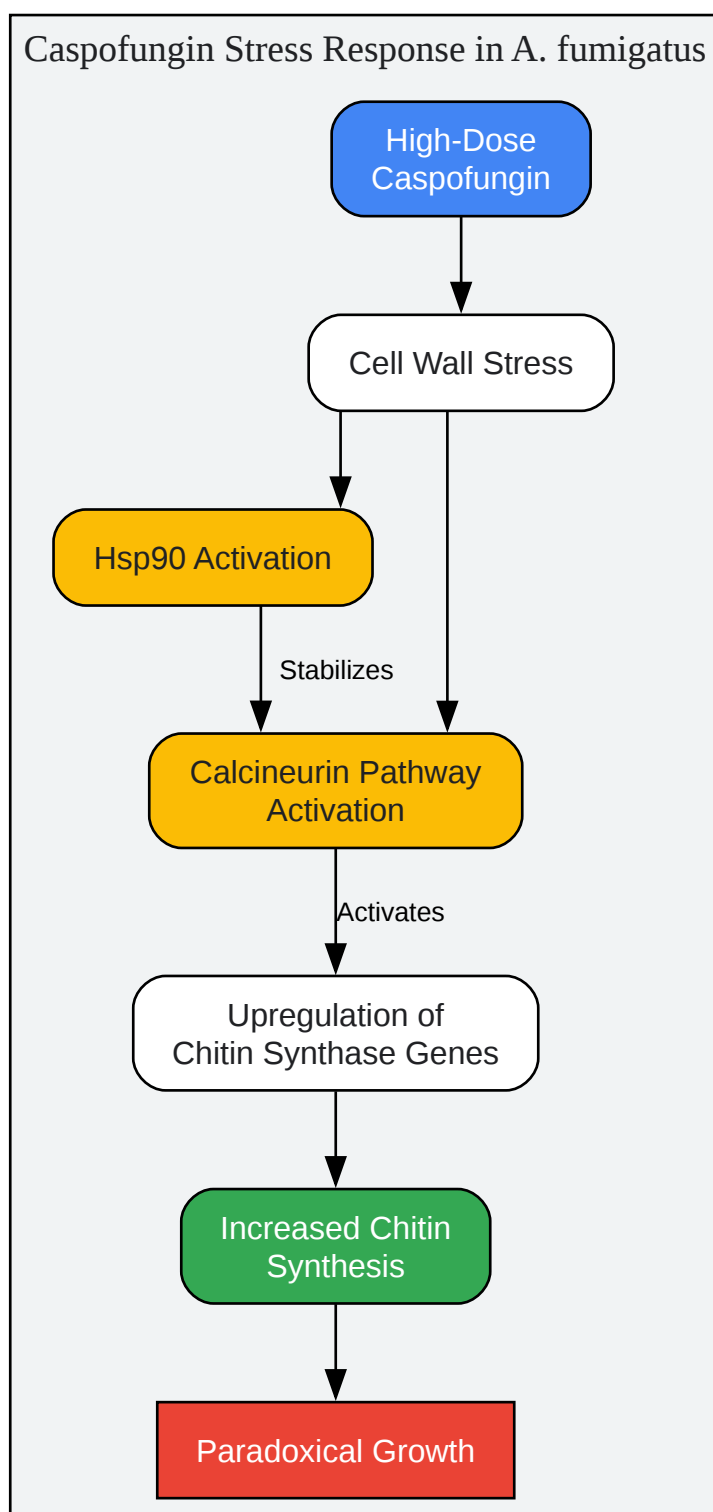 Caspofungin Stress Response in A. fumigatus
High-Dose
Caspofungin
Cell Wall Stress
Hsp90 Activation
Stabilizes
Calcineurin Pathway
Activation
Activates
Upregulation of
Chitin Synthase Genes
Increased Chitin
Synthesis
Paradoxical Growth